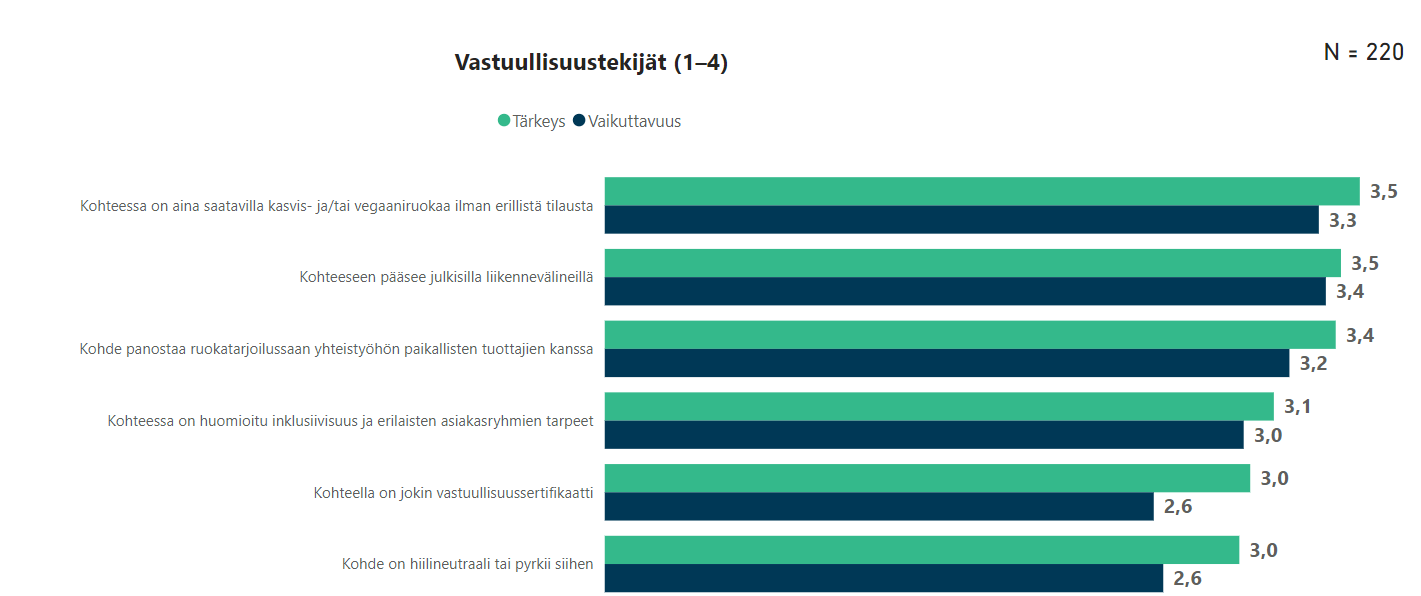 Vastuullisuustekijät (1–4)
N = 220
Tärkeys Vaikuttavuus
Kohteessa on aina saatavilla kasvis- ja/tai vegaaniruokaa ilman erillistä tilausta
3,5
3,3
Kohteeseen pääsee julkisilla liikennevälineillä
3,5
3,4
Kohde panostaa ruokatarjoilussaan yhteistyöhön paikallisten tuottajien kanssa
3,4
3,2
Kohteessa on huomioitu inklusiivisuus ja erilaisten asiakasryhmien tarpeet
3,1
3,0
Kohteella on jokin vastuullisuussertifikaatti
3,0
2,6
Kohde on hiilineutraali tai pyrkii siihen
3,0
2,6